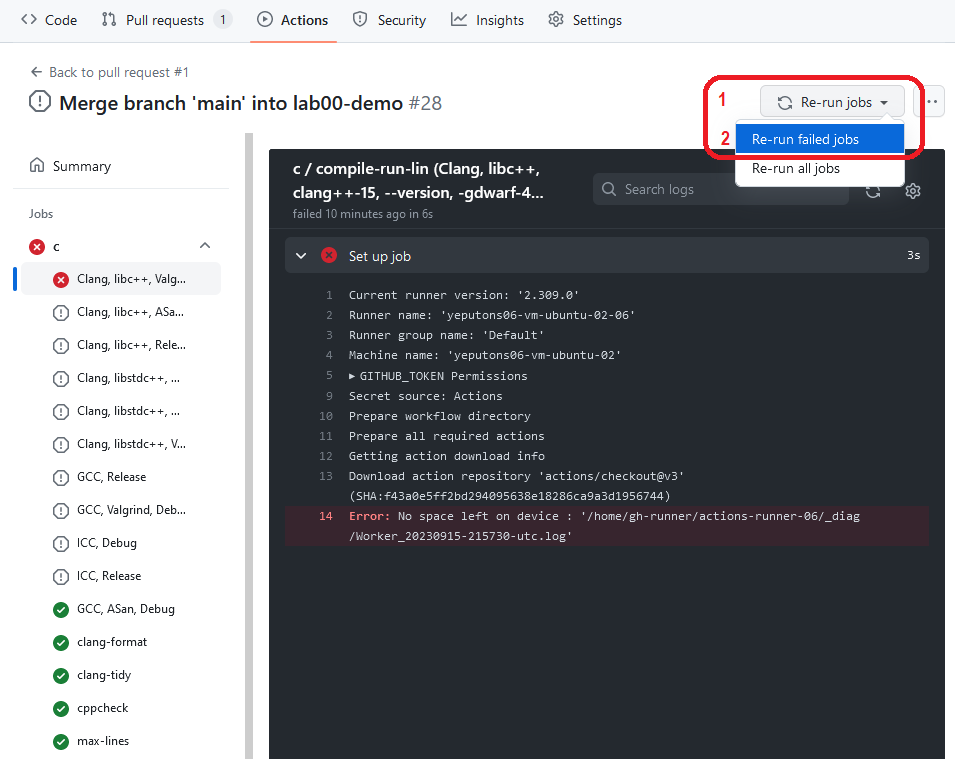 Code Pull requests 1 Actions Security Insights Settings
Back to pull request #1
Merge branch 'main' into lab00-demo #28
1 Re-run jobs
2 Re-run failed jobs
Re-run all jobs
Summary
Jobs
c
Clang, libc++, Valg...
Clang, libc++, ASa...
Clang, libc++, Rele...
Clang, libstdc++, ...
Clang, libstdc++, ...
Clang, libstdc++, V...
GCC, Release
GCC, Valgrind, Deb...
ICC, Debug
ICC, Release
GCC, ASan, Debug
clang-format
clang-tidy
cppcheck
max-lines
c / compile-run-lin (Clang, libc++,
clang++-15, --version, -gdwarf-4...
failed 10 minutes ago in 6s
Search logs
Set up job 3s
1 Current runner version: '2.309.0'
2 Runner name: 'yeputons06-vm-ubuntu-02-06'
3 Runner group name: 'Default'
4 Machine name: 'yeputons06-vm-ubuntu-02'
5 GITHUB_TOKEN Permissions
9 Secret source: Actions
10 Prepare workflow directory
11 Prepare all required actions
12 Getting action download info
13 Download action repository 'actions/checkout@v3'
(SHA:f43a0e5ff2bd294095638e18286ca9a3d1956744)
14 Error: No space left on device : '/home/gh-runner/actions-runner-06/_diag
/Worker_20230915-215730-utc.log'